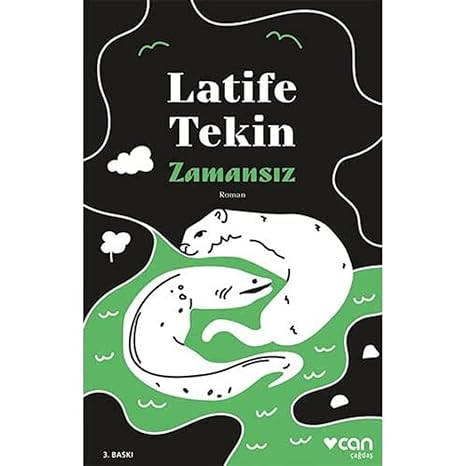 Latife
Tekin
Zamansız
Roman
3. BASKI
can
çağdaş